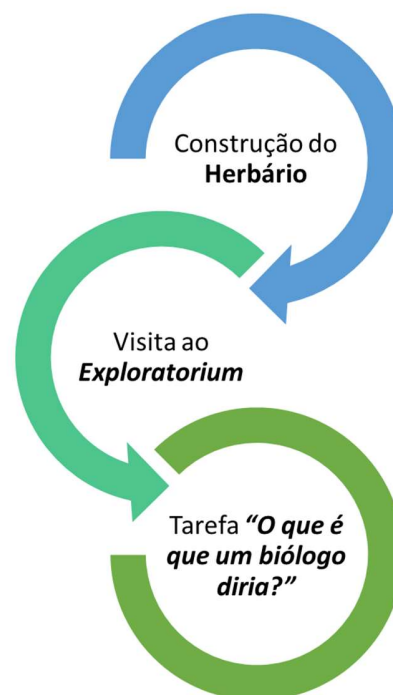 Construção do
Herbário
Visita ao
Exploratorium
Tarefa “O que é
que um biólogo
diria?”